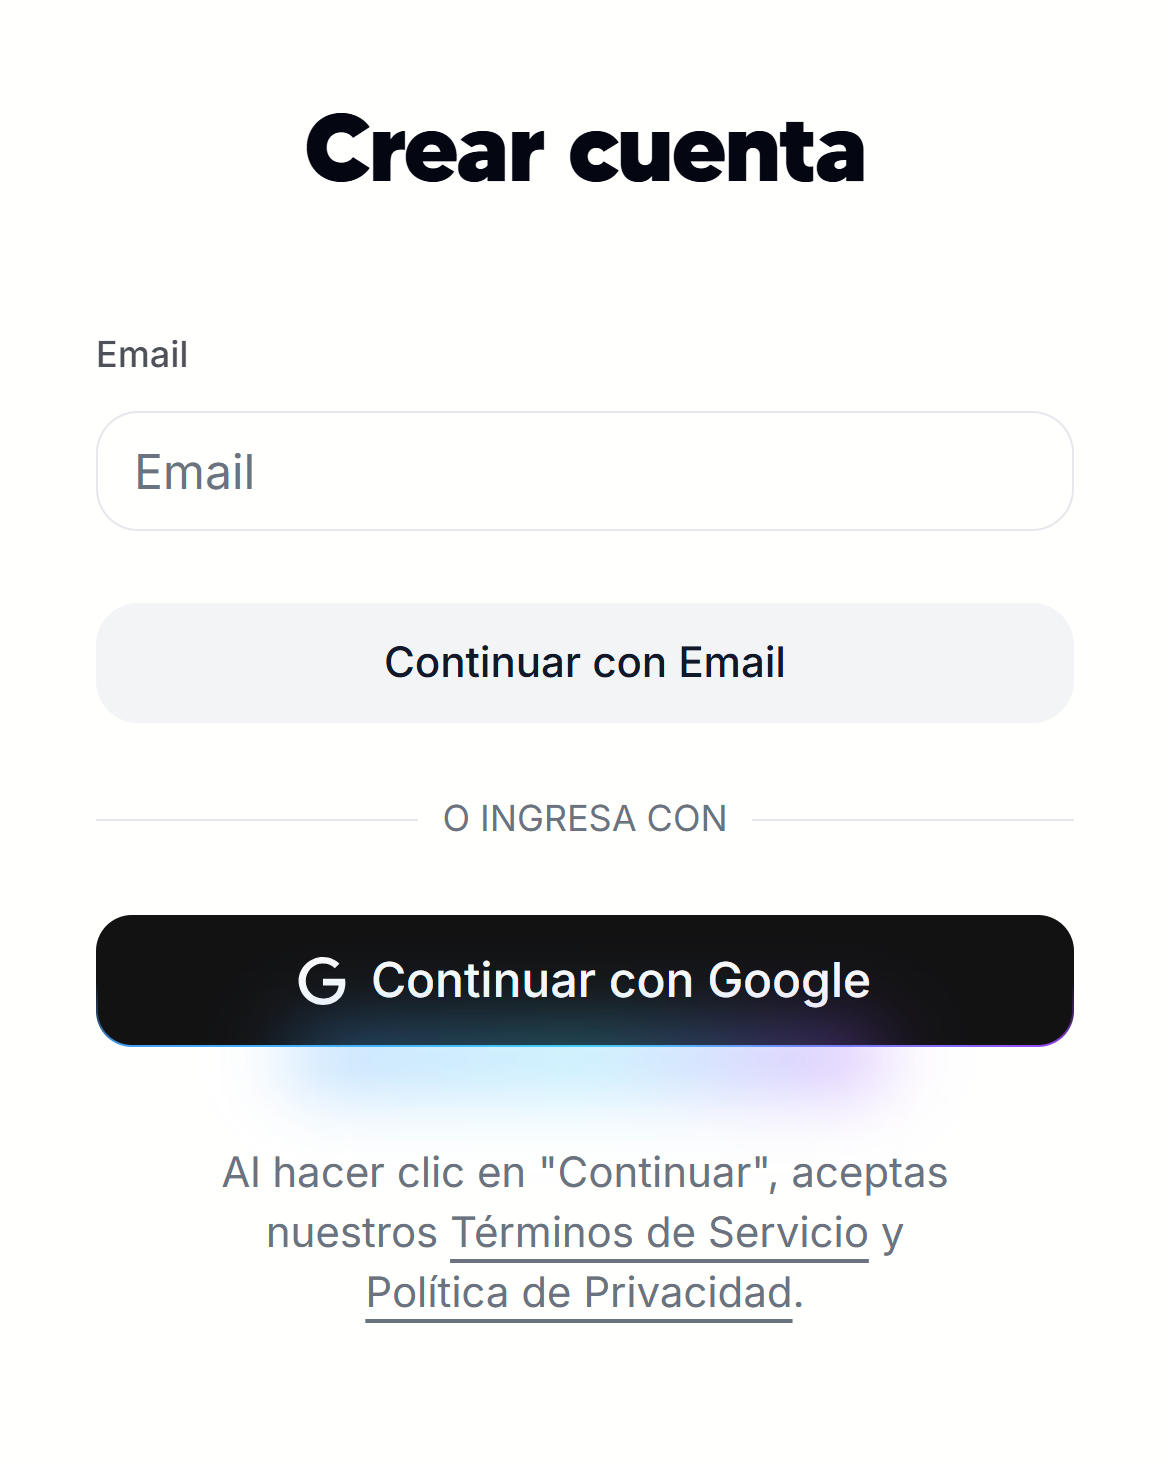 Crear cuenta
Email
Email
Continuar con Email
O INGRESA CON
Continuar con Google
Al hacer clic en "Continuar", aceptas
nuestros Términos de Servicio y
Política de Privacidad.